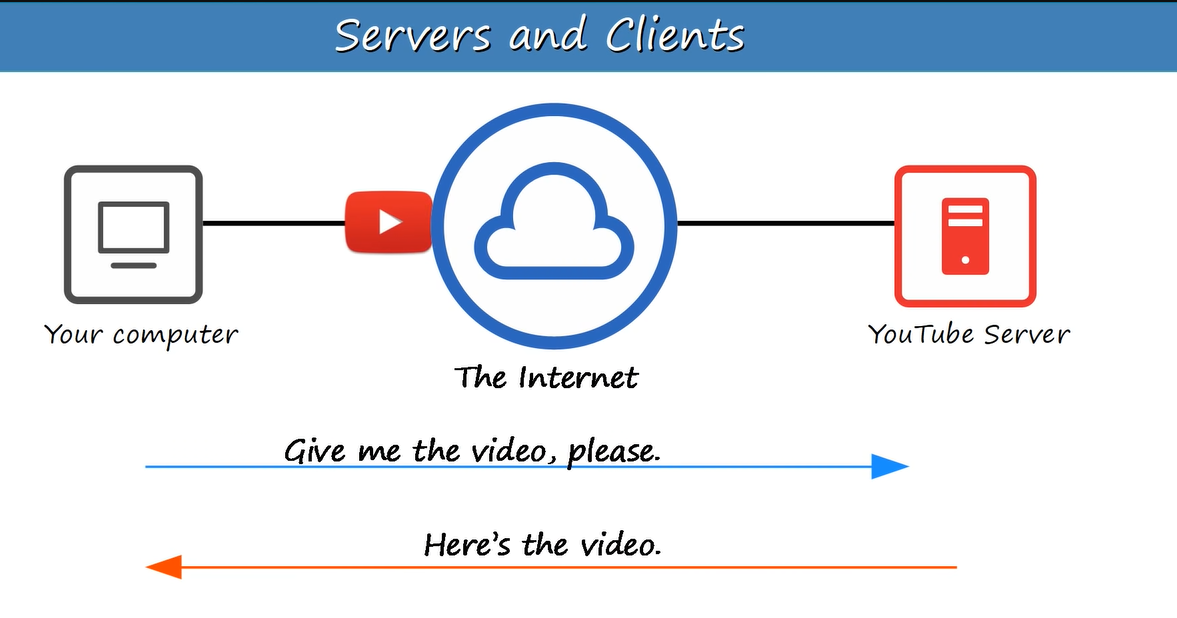 Servers and Clients
Your computer
YouTube Server
The Internet
Give me the video, please.
Here’s the video.